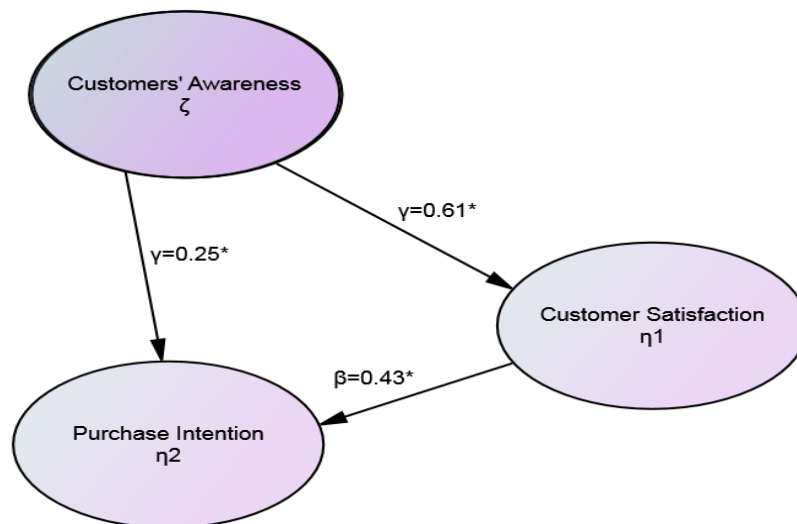 Customers' Awareness
ζ
γ=0.61*
γ=0.25*
Customer Satisfaction
η1
β=0.43*
Purchase Intention
η2